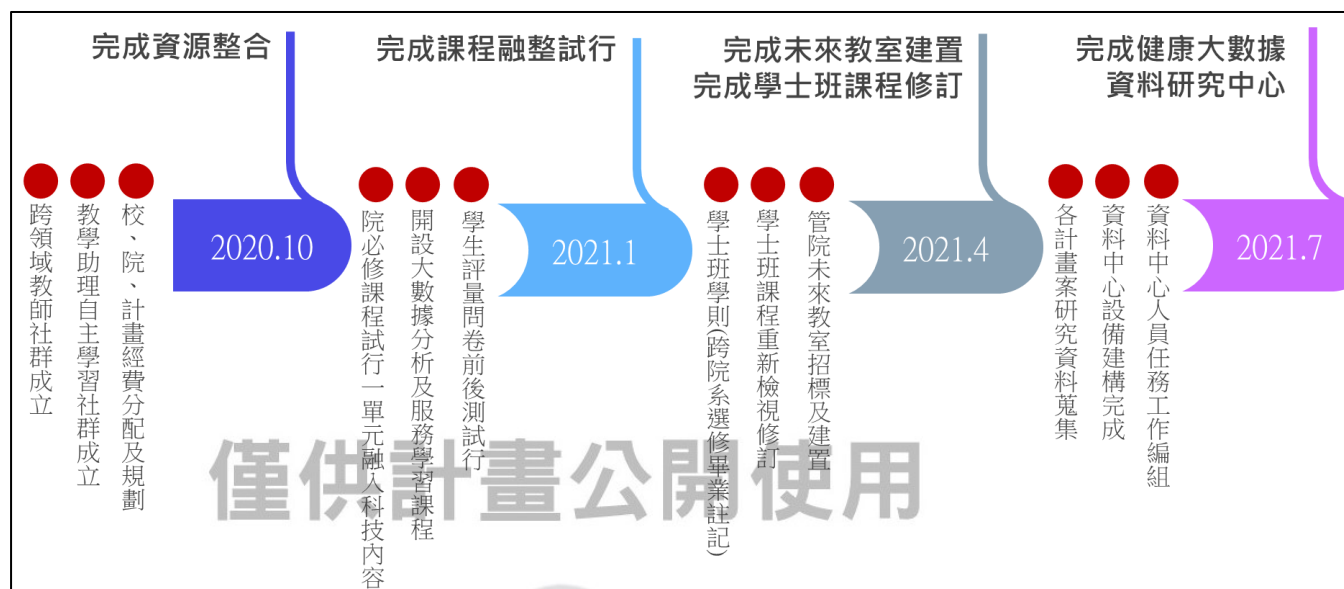 完成資源整合
跨領域教師社群成立
教學助理自主學習社群成立
校、院、計畫經費分配及規劃
2020.10
完成課程融整試行
院必修課程試行一單元融入科技內容
開設大數據分析及服務學習課程
學生評量問卷前後測試行
2021.1
完成未來教室建置
完成學士班課程修訂
學士班學則(跨院系選修畢業註記)
學士班課程重新檢視修訂
管院未來教室招標及建置
2021.4
完成健康大數據
資料研究中心
各計畫案研究資料蒐集
資料中心設備建構完成
資料中心人員任務工作編組
2021.7
僅供計畫公開使用